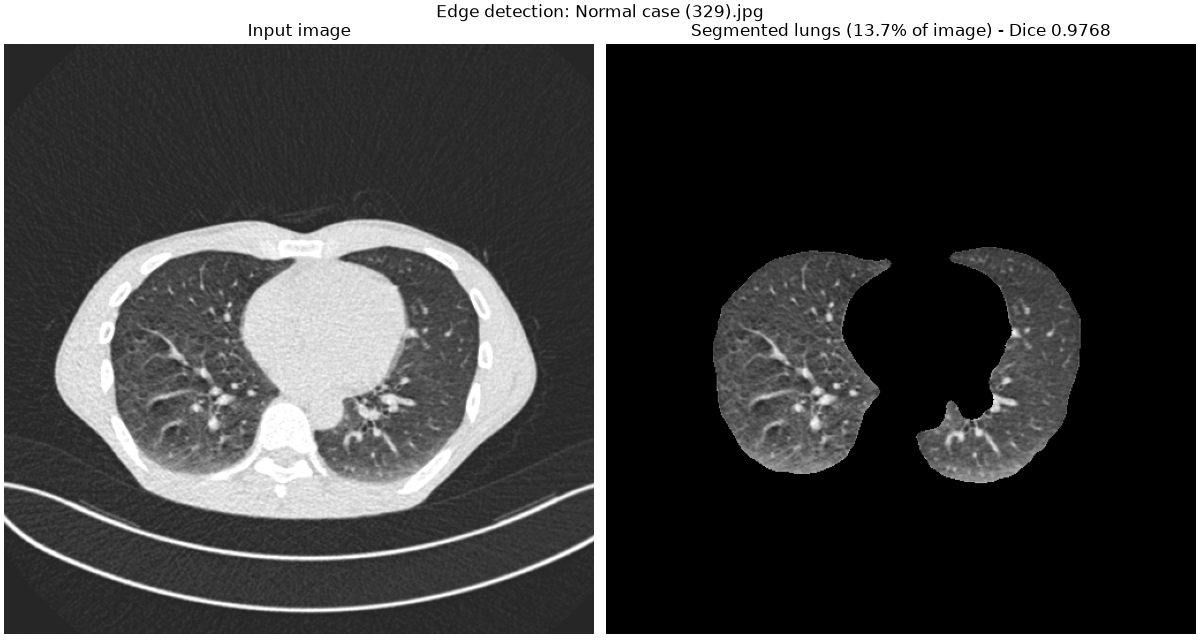 Edge detection: Normal case (329).jpg
Input image
Segmented lungs (13.7% of image) - Dice 0.9768